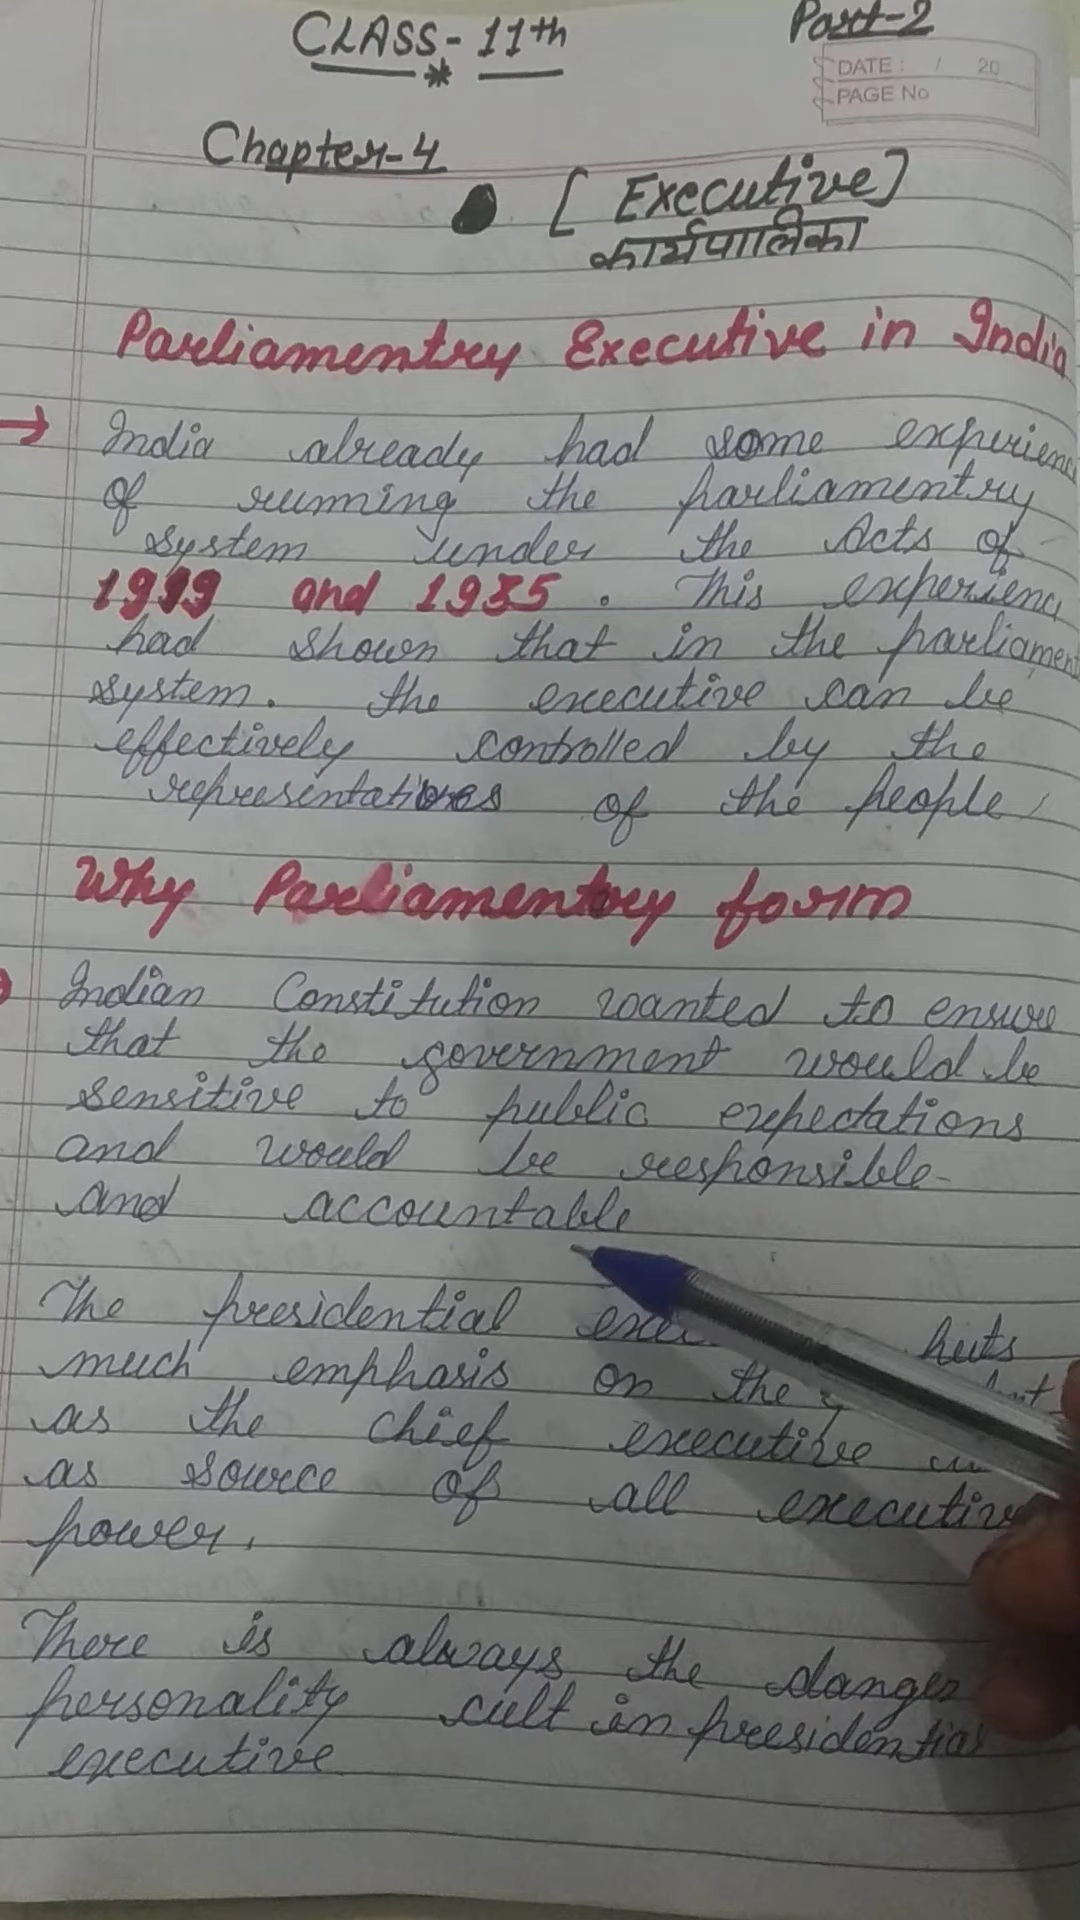 CLASS - 11th
Part-2
DATE : / 20
PAGE No
Chapter-4
[ Executive]
कार्यपालिका
Parliamentry Executive in India
→ India already had some experienc
of running the parliamentry
system under the Acts of
1919 and 1935 . This experienc
had shown that in the parliament
system. the executive can be
effectively controlled by the
representatives of the people
Why Parliamentry form
Indian Constitution wanted to ensure
that the government would be
sensitive to public expectations
and would be responsible-
and accountable
The presidential puts
much emphasis on the
as the chief executive
as source of all executive
power.
There is always the danger
personality cult in presidential
executive